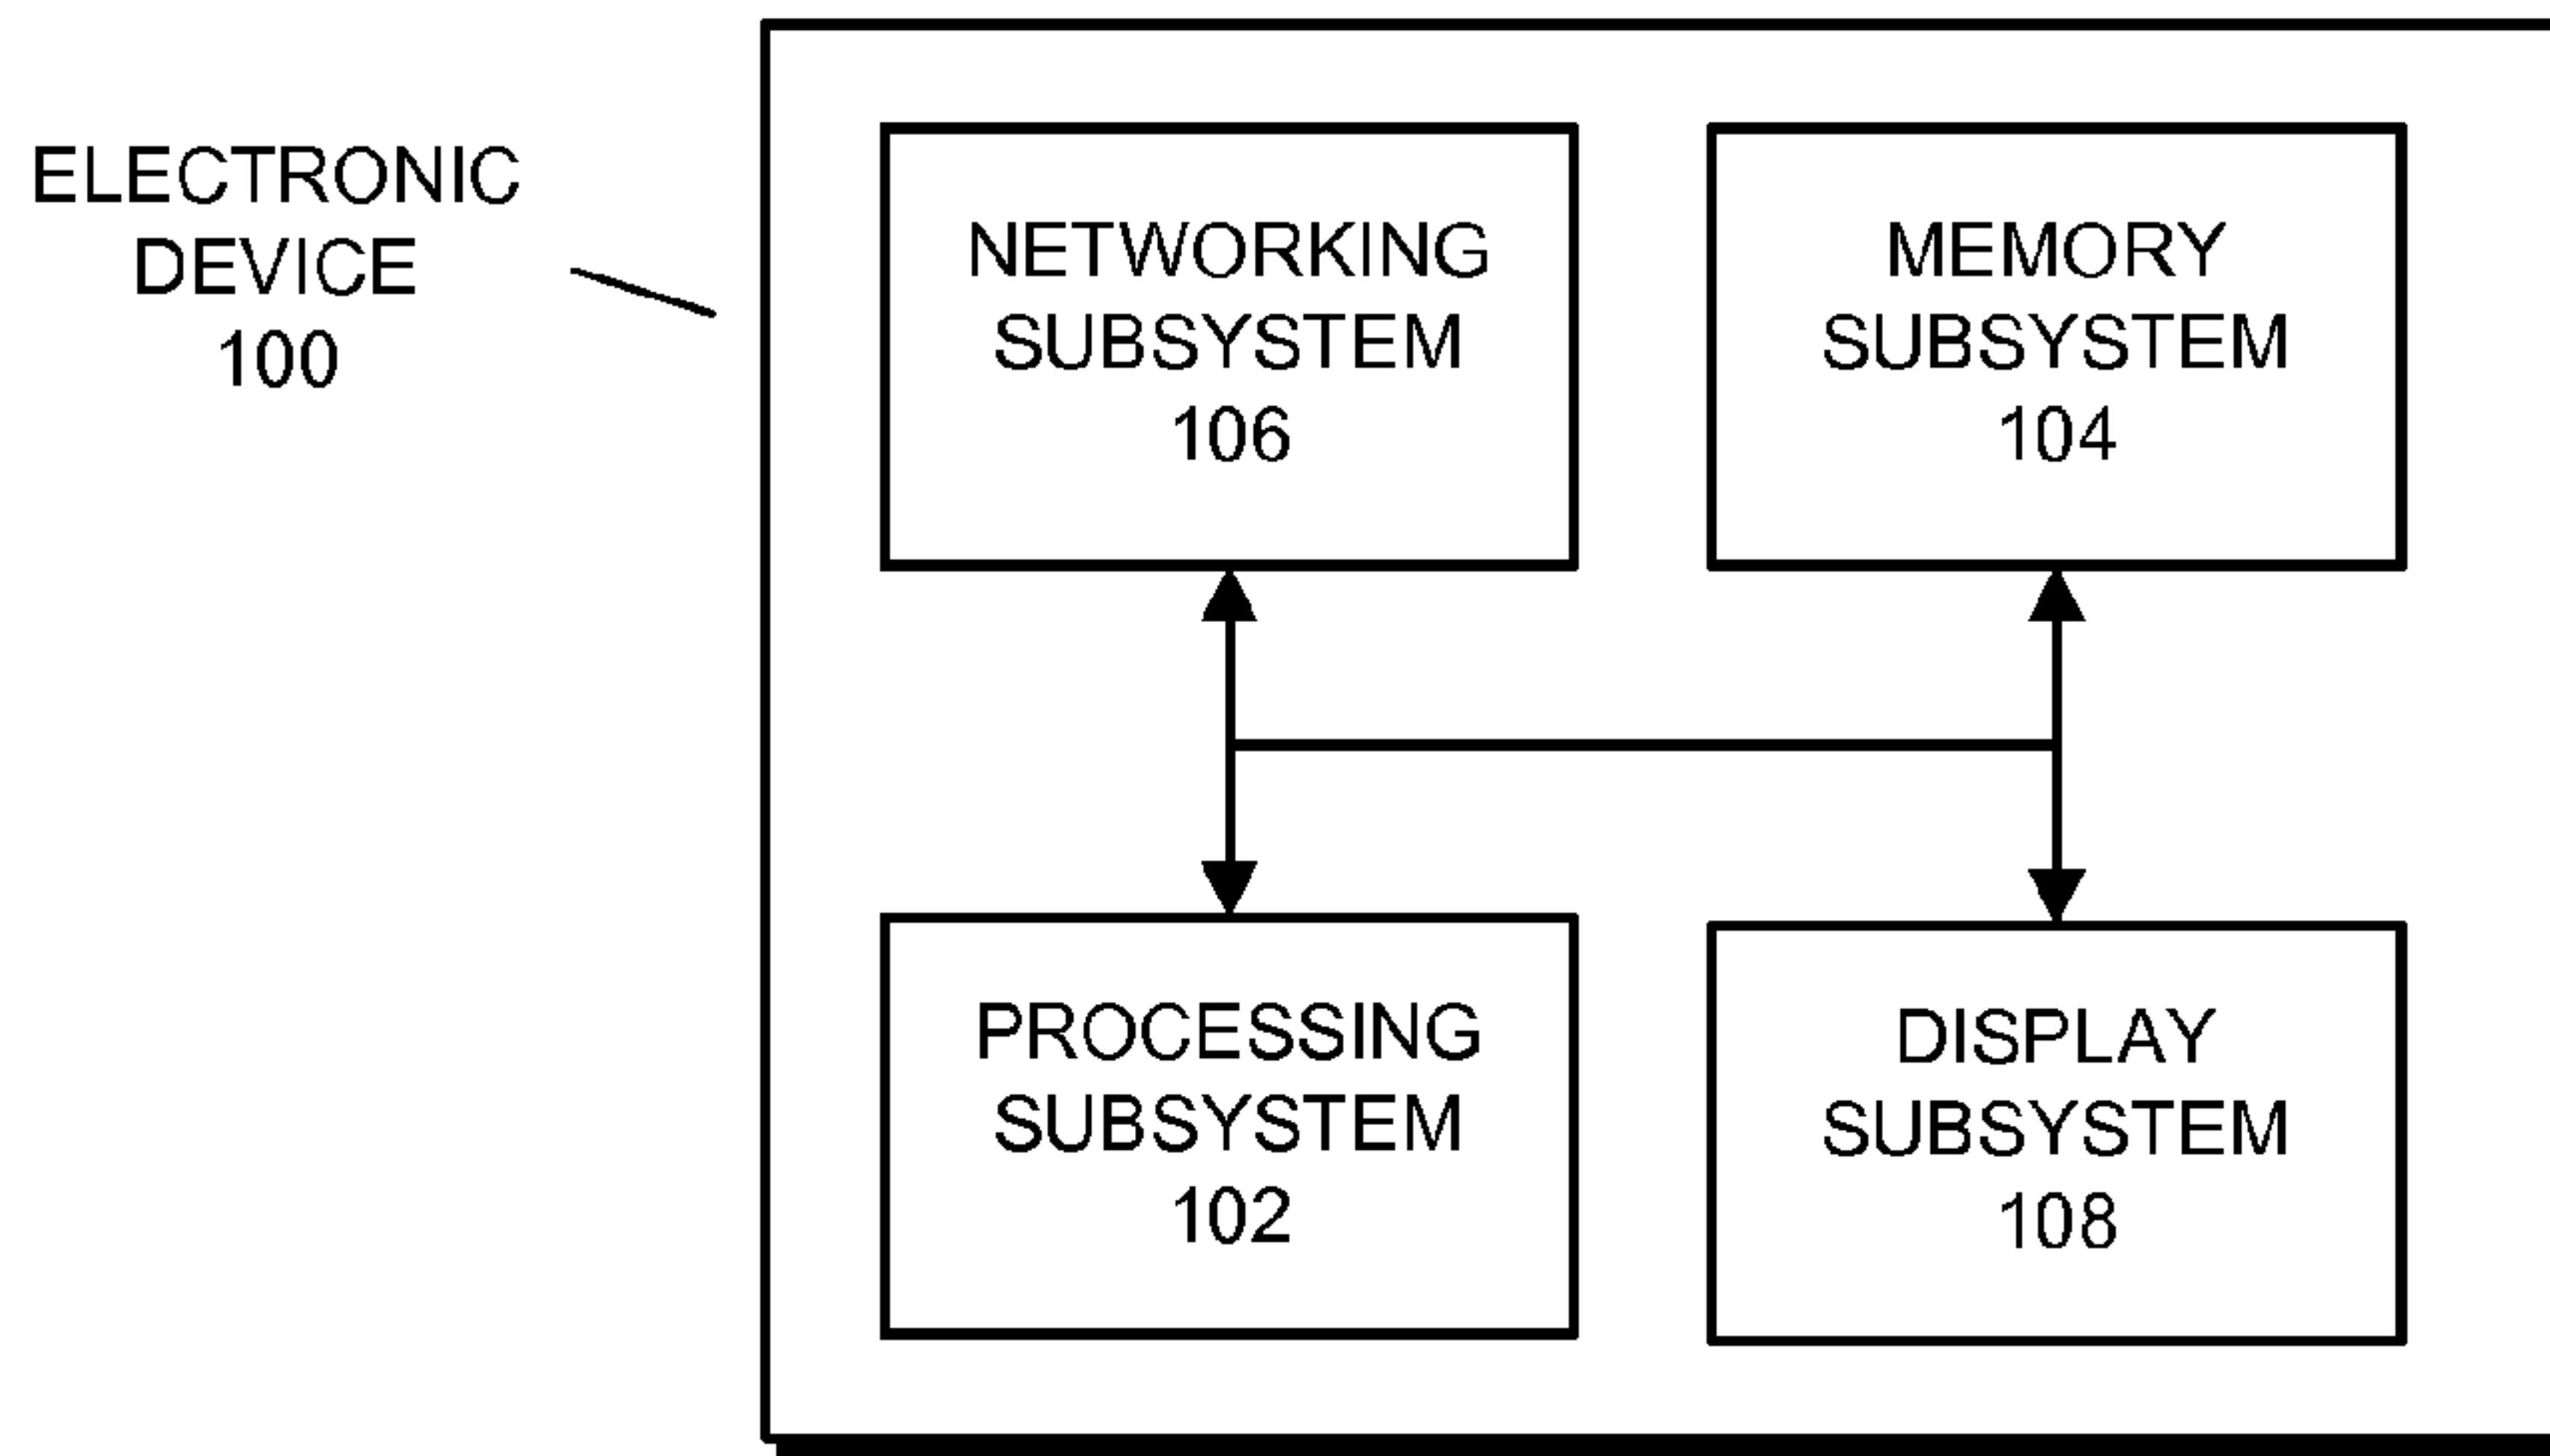 ELECTRONIC
DEVICE
100
NETWORKING
SUBSYSTEM
106
MEMORY
SUBSYSTEM
104
PROCESSING
SUBSYSTEM
102
DISPLAY
SUBSYSTEM
108